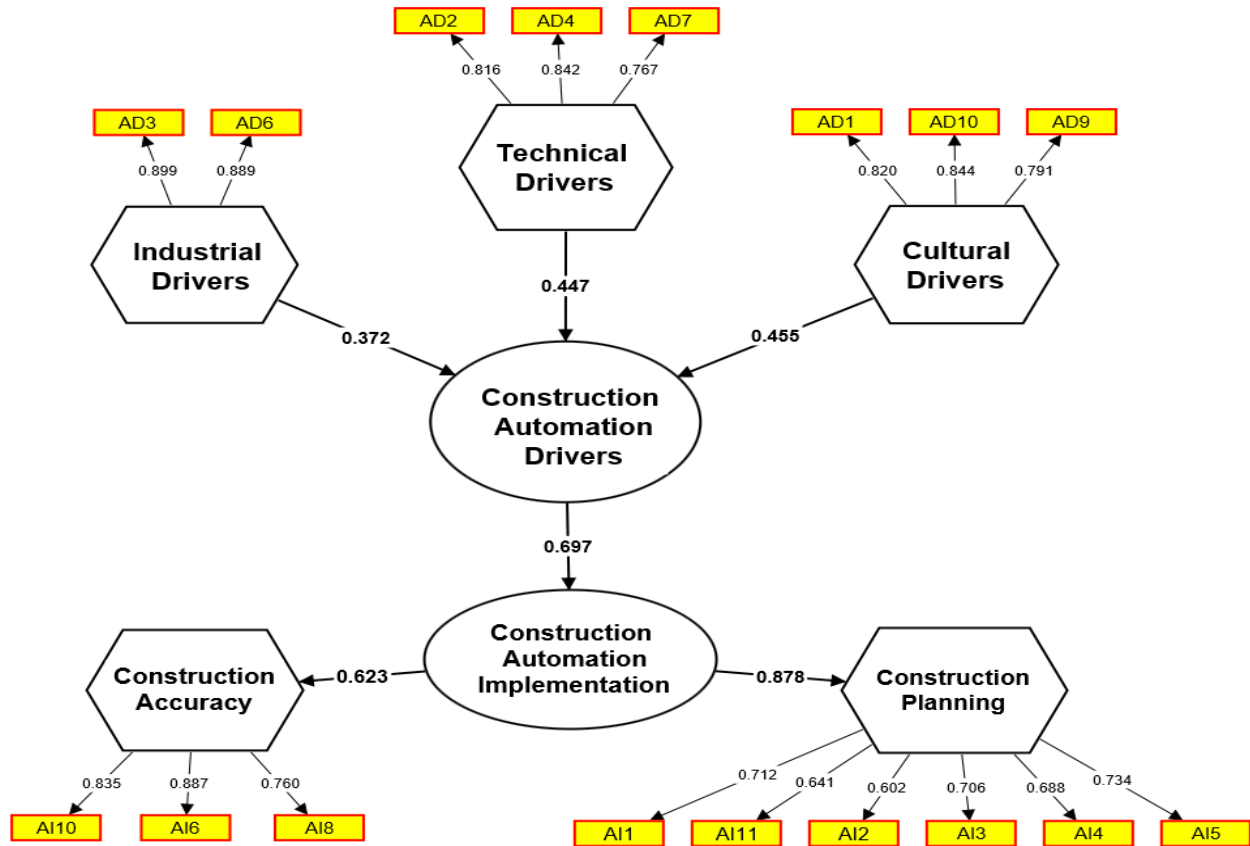 AD2 AD4 AD7
0.816 0.842 0.767
AD3 AD6
AD1 AD10 AD9
0.899 0.889
0.820 0.844 0.791
Technical
Drivers
Industrial
Drivers
Cultural
Drivers
0.447
0.372
0.455
Construction
Automation
Drivers
0.697
Construction
Automation
Implementation
0.623
0.878
Construction
Accuracy
Construction
Planning
0.835 0.887 0.760
0.712 0.641 0.602 0.706 0.688 0.734
AI10 AI6 AI8
AI1 AI11 AI2 AI3 AI4 AI5